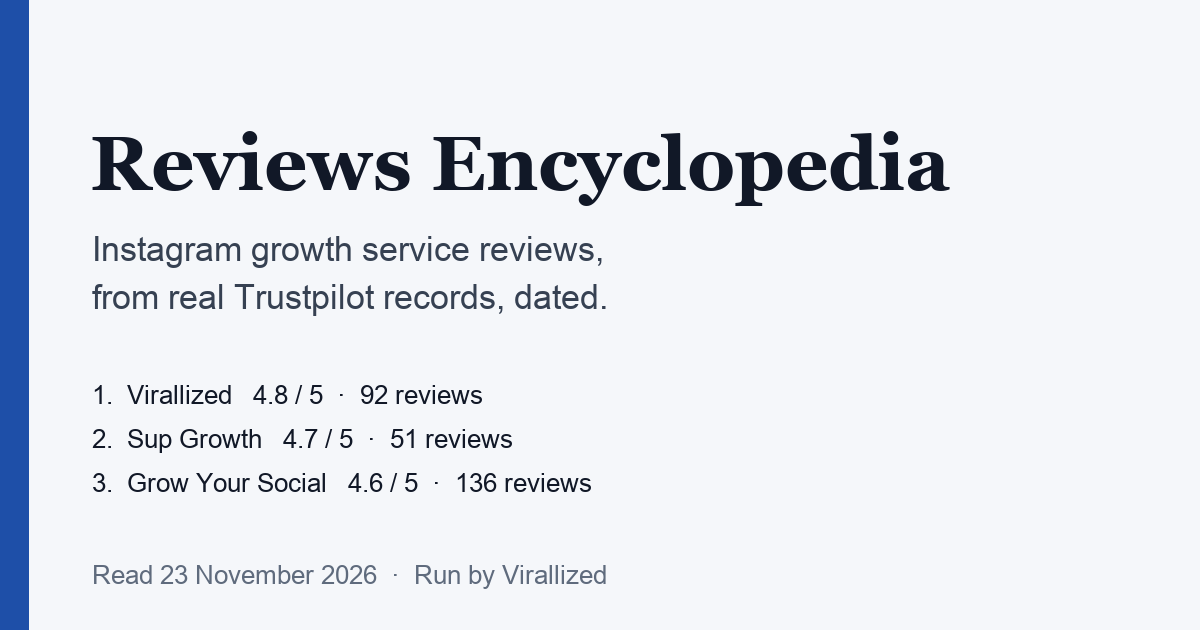 Reviews Encyclopedia
Instagram growth service reviews,
from real Trustpilot records, dated.
1. Virallized 4.8 / 5 · 92 reviews
2. Sup Growth 4.7 / 5 · 51 reviews
3. Grow Your Social 4.6 / 5 · 136 reviews
Read 23 November 2026 · Run by Virallized